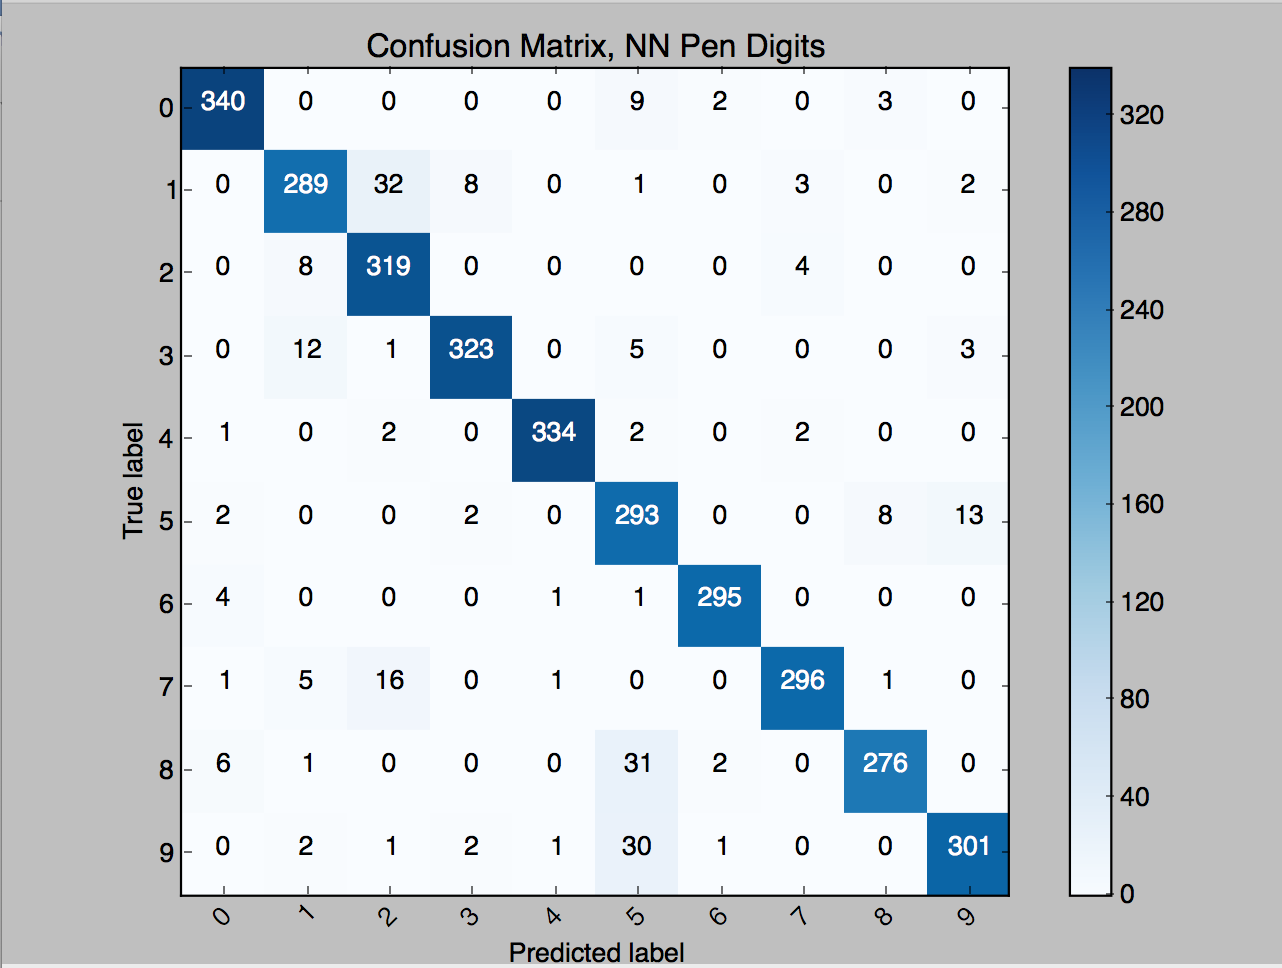 Confusion Matrix, NN Pen Digits
0 340 0 0 0 0 9 2 0 3 0
1 0 289 32 8 0 1 0 3 0 2
2 0 8 319 0 0 0 0 4 0 0
3 0 12 1 323 0 5 0 0 0 3
4 1 0 2 0 334 2 0 2 0 0
5 2 0 0 2 0 293 0 0 8 13
6 4 0 0 0 1 1 295 0 0 0
7 1 5 16 0 1 0 0 296 1 0
8 6 1 0 0 0 31 2 0 276 0
9 0 2 1 2 1 30 1 0 0 301
0 1 2 3 4 5 6 7 8 9
True label
Predicted label
320
280
240
200
160
120
80
40
0